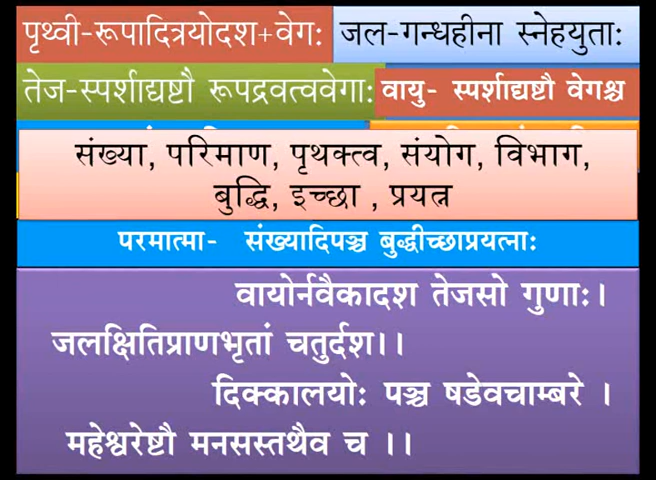 पृथ्वी-रूपादित्रयोदश+वेग:
जल-गन्धहीना स्नेहयुता:
तेज-स्पर्शाद्यष्टौ रूपद्रवत्ववेगा:
वायु- स्पर्शाद्यष्टौ वेगश्च
संख्या, परिमाण, पृथक्त्व, संयोग, विभाग,
बुद्धि, इच्छा , प्रयत्न
परमात्मा- संख्यादिपञ्च बुद्धीच्छाप्रयत्ना:
वायोर्नवैकादश तेजसो गुणाः।
जलक्षितिप्राणभृतां चतुर्दश।।
दिक्कालयोः पञ्च षडेवचाम्बरे ।
महेश्वरेष्टौ मनसस्तथैव च ।।